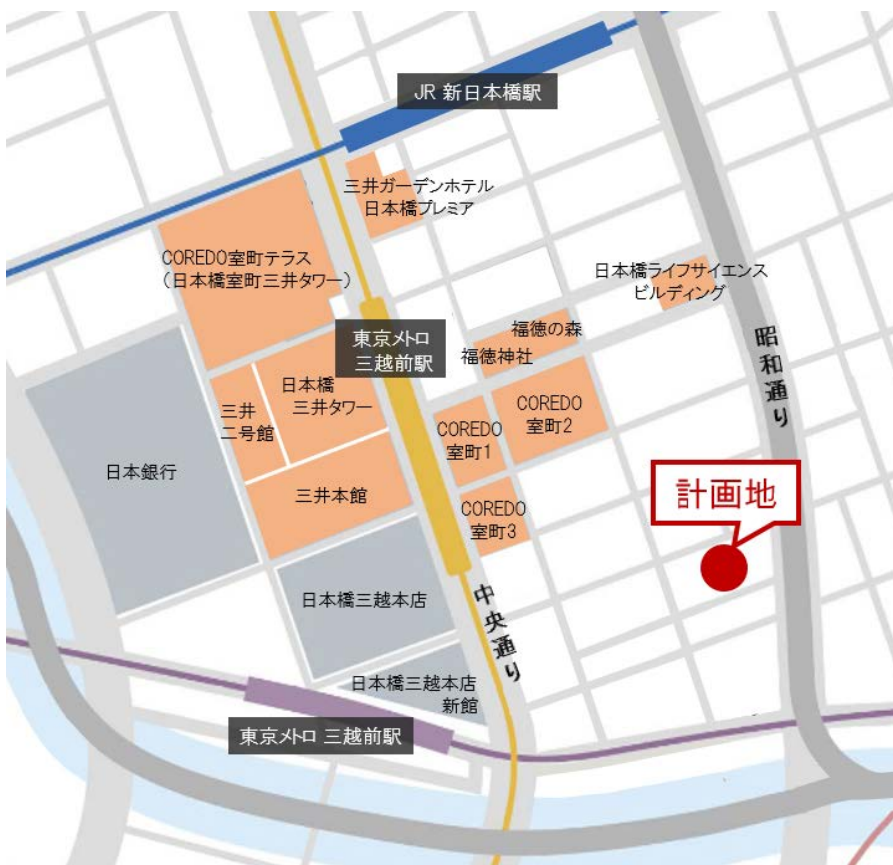 JR 新日本橋駅
三井ガーデンホテル
日本橋プレミア
COREDO室町テラス
（日本橋室町三井タワー）
日本橋ライフサイエンス
ビルディング
東京メトロ
三越前駅
福徳の森
福徳神社
昭和通り
日本橋
三井タワー
三井
二号館
COREDO
室町1
COREDO
室町2
日本銀行
三井本館
COREDO
室町3
計画地
日本橋三越本店
中央通り
日本橋三越本店
新館
東京メトロ 三越前駅